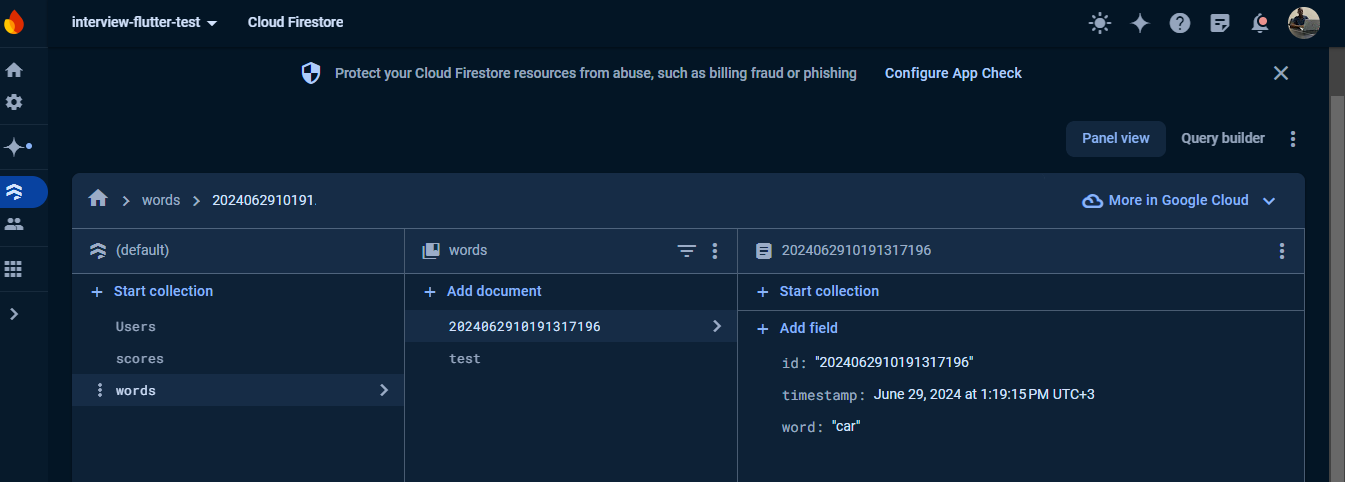 interview-flutter-test Cloud Firestore
Protect your Cloud Firestore resources from abuse, such as billing fraud or phishing Configure App Check
Panel view Query builder
words 2024062910191
More in Google Cloud
(default)
Start collection
Users
scores
words
words
Add document
2024062910191317196
test
2024062910191317196
Start collection
Add field
id: "2024062910191317196"
timestamp: June 29, 2024 at 1:19:15 PM UTC+3
word: "car"